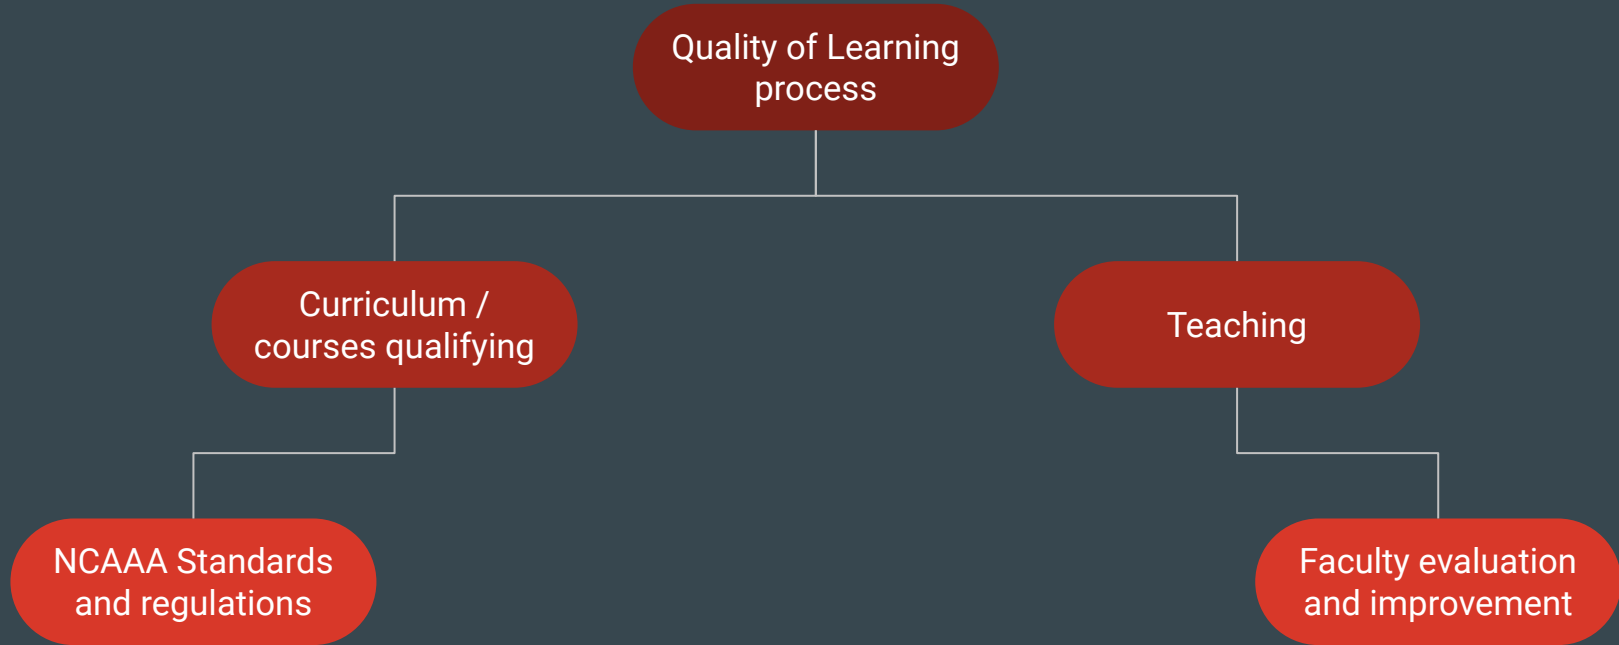 Quality of Learning
process
Curriculum /
courses qualifying
Teaching
NCAAA Standards
and regulations
Faculty evaluation
and improvement